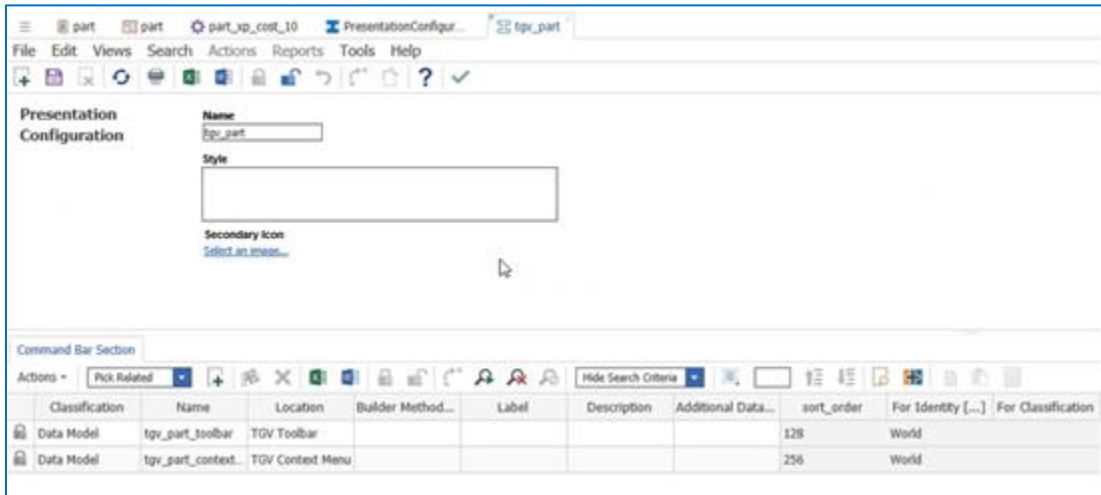 part part part_xp_cost_10 PresentationConfigur... tgv_part
File Edit Views Search Actions Reports Tools Help
Presentation
Configuration
Name
tgv_part
Style
Secondary Icon
Select an image...
Command Bar Section
Actions Pick Related Hide Search Criteria
Classification Name Location Builder Method... Label Description Additional Data... sort_order For Identity [...] For Classification
Data Model tgv_part_toolbar TGV Toolbar 128 World
Data Model tgv_part_context... TGV Context Menu 256 World